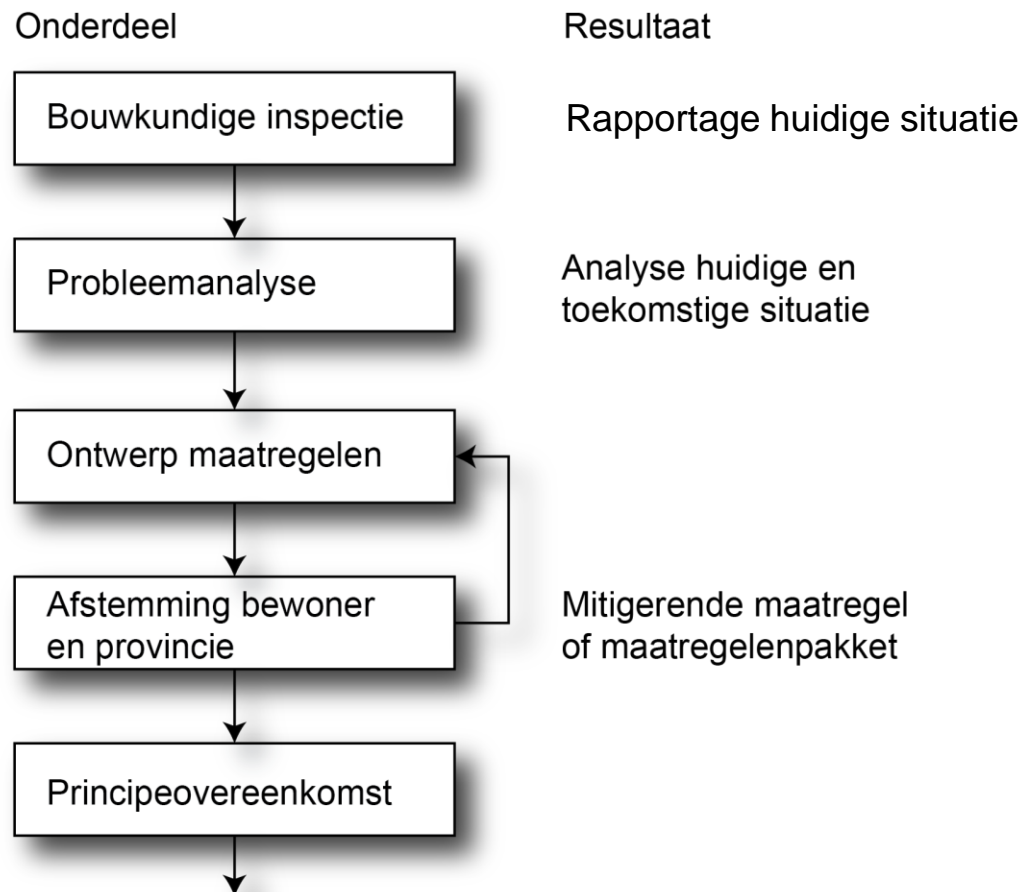 Onderdeel
Resultaat
Bouwkundige inspectie
Rapportage huidige situatie
Probleemanalyse
Analyse huidige en
toekomstige situatie
Ontwerp maatregelen
Afstemming bewoner
en provincie
Mitigerende maatregel
of maatregelenpakket
Principeovereenkomst